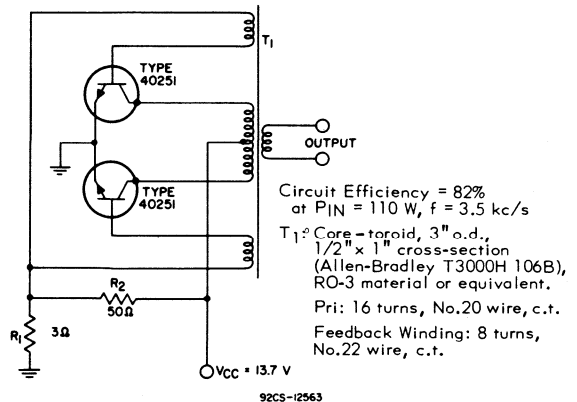 T1
TYPE
40251
OUTPUT
TYPE
40251
Circuit Efficiency = 82%
at PIN = 110 W, f = 3.5 kc/s
T1: Core-toroid, 3" o.d.,
1/2" x 1" cross-section
(Allen-Bradley T3000H 106B),
RO-3 material or equivalent.
Pri: 16 turns, No.20 wire, c.t.
Feedback Winding: 8 turns,
No.22 wire, c.t.
R2
50Ω
R1
3Ω
VCC = 13.7 V
92CS-12563